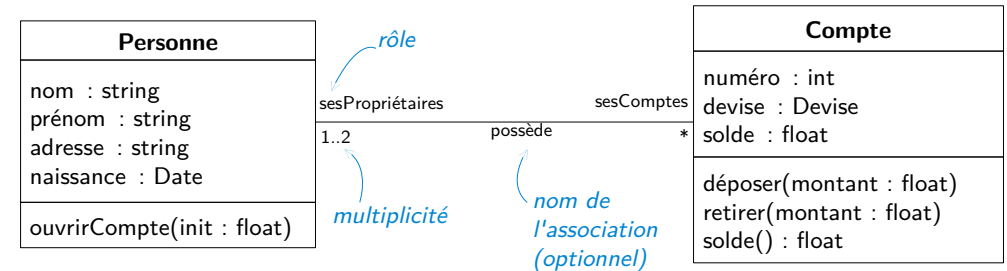 Personne
nom : string
prénom : string
adresse : string
naissance : Date
ouvrirCompte(init : float)
rôle
sesPropriétaires
1..2
multiplicité
possède
nom de
l'association
(optionnel)
sesComptes
*
Compte
numéro : int
devise : Devise
solde : float
déposer(montant : float)
retirer(montant : float)
solde() : float